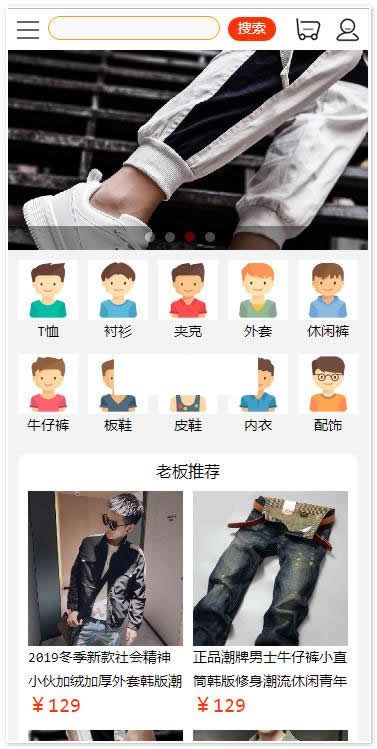 搜索
T恤
衬衫
夹克
外套
休闲裤
牛仔裤
板鞋
皮鞋
内衣
配饰
老板推荐
2019冬季新款社会精神
小伙加绒加厚外套韩版潮
￥129
正品潮牌男士牛仔裤小直
筒韩版修身潮流休闲青年
￥129